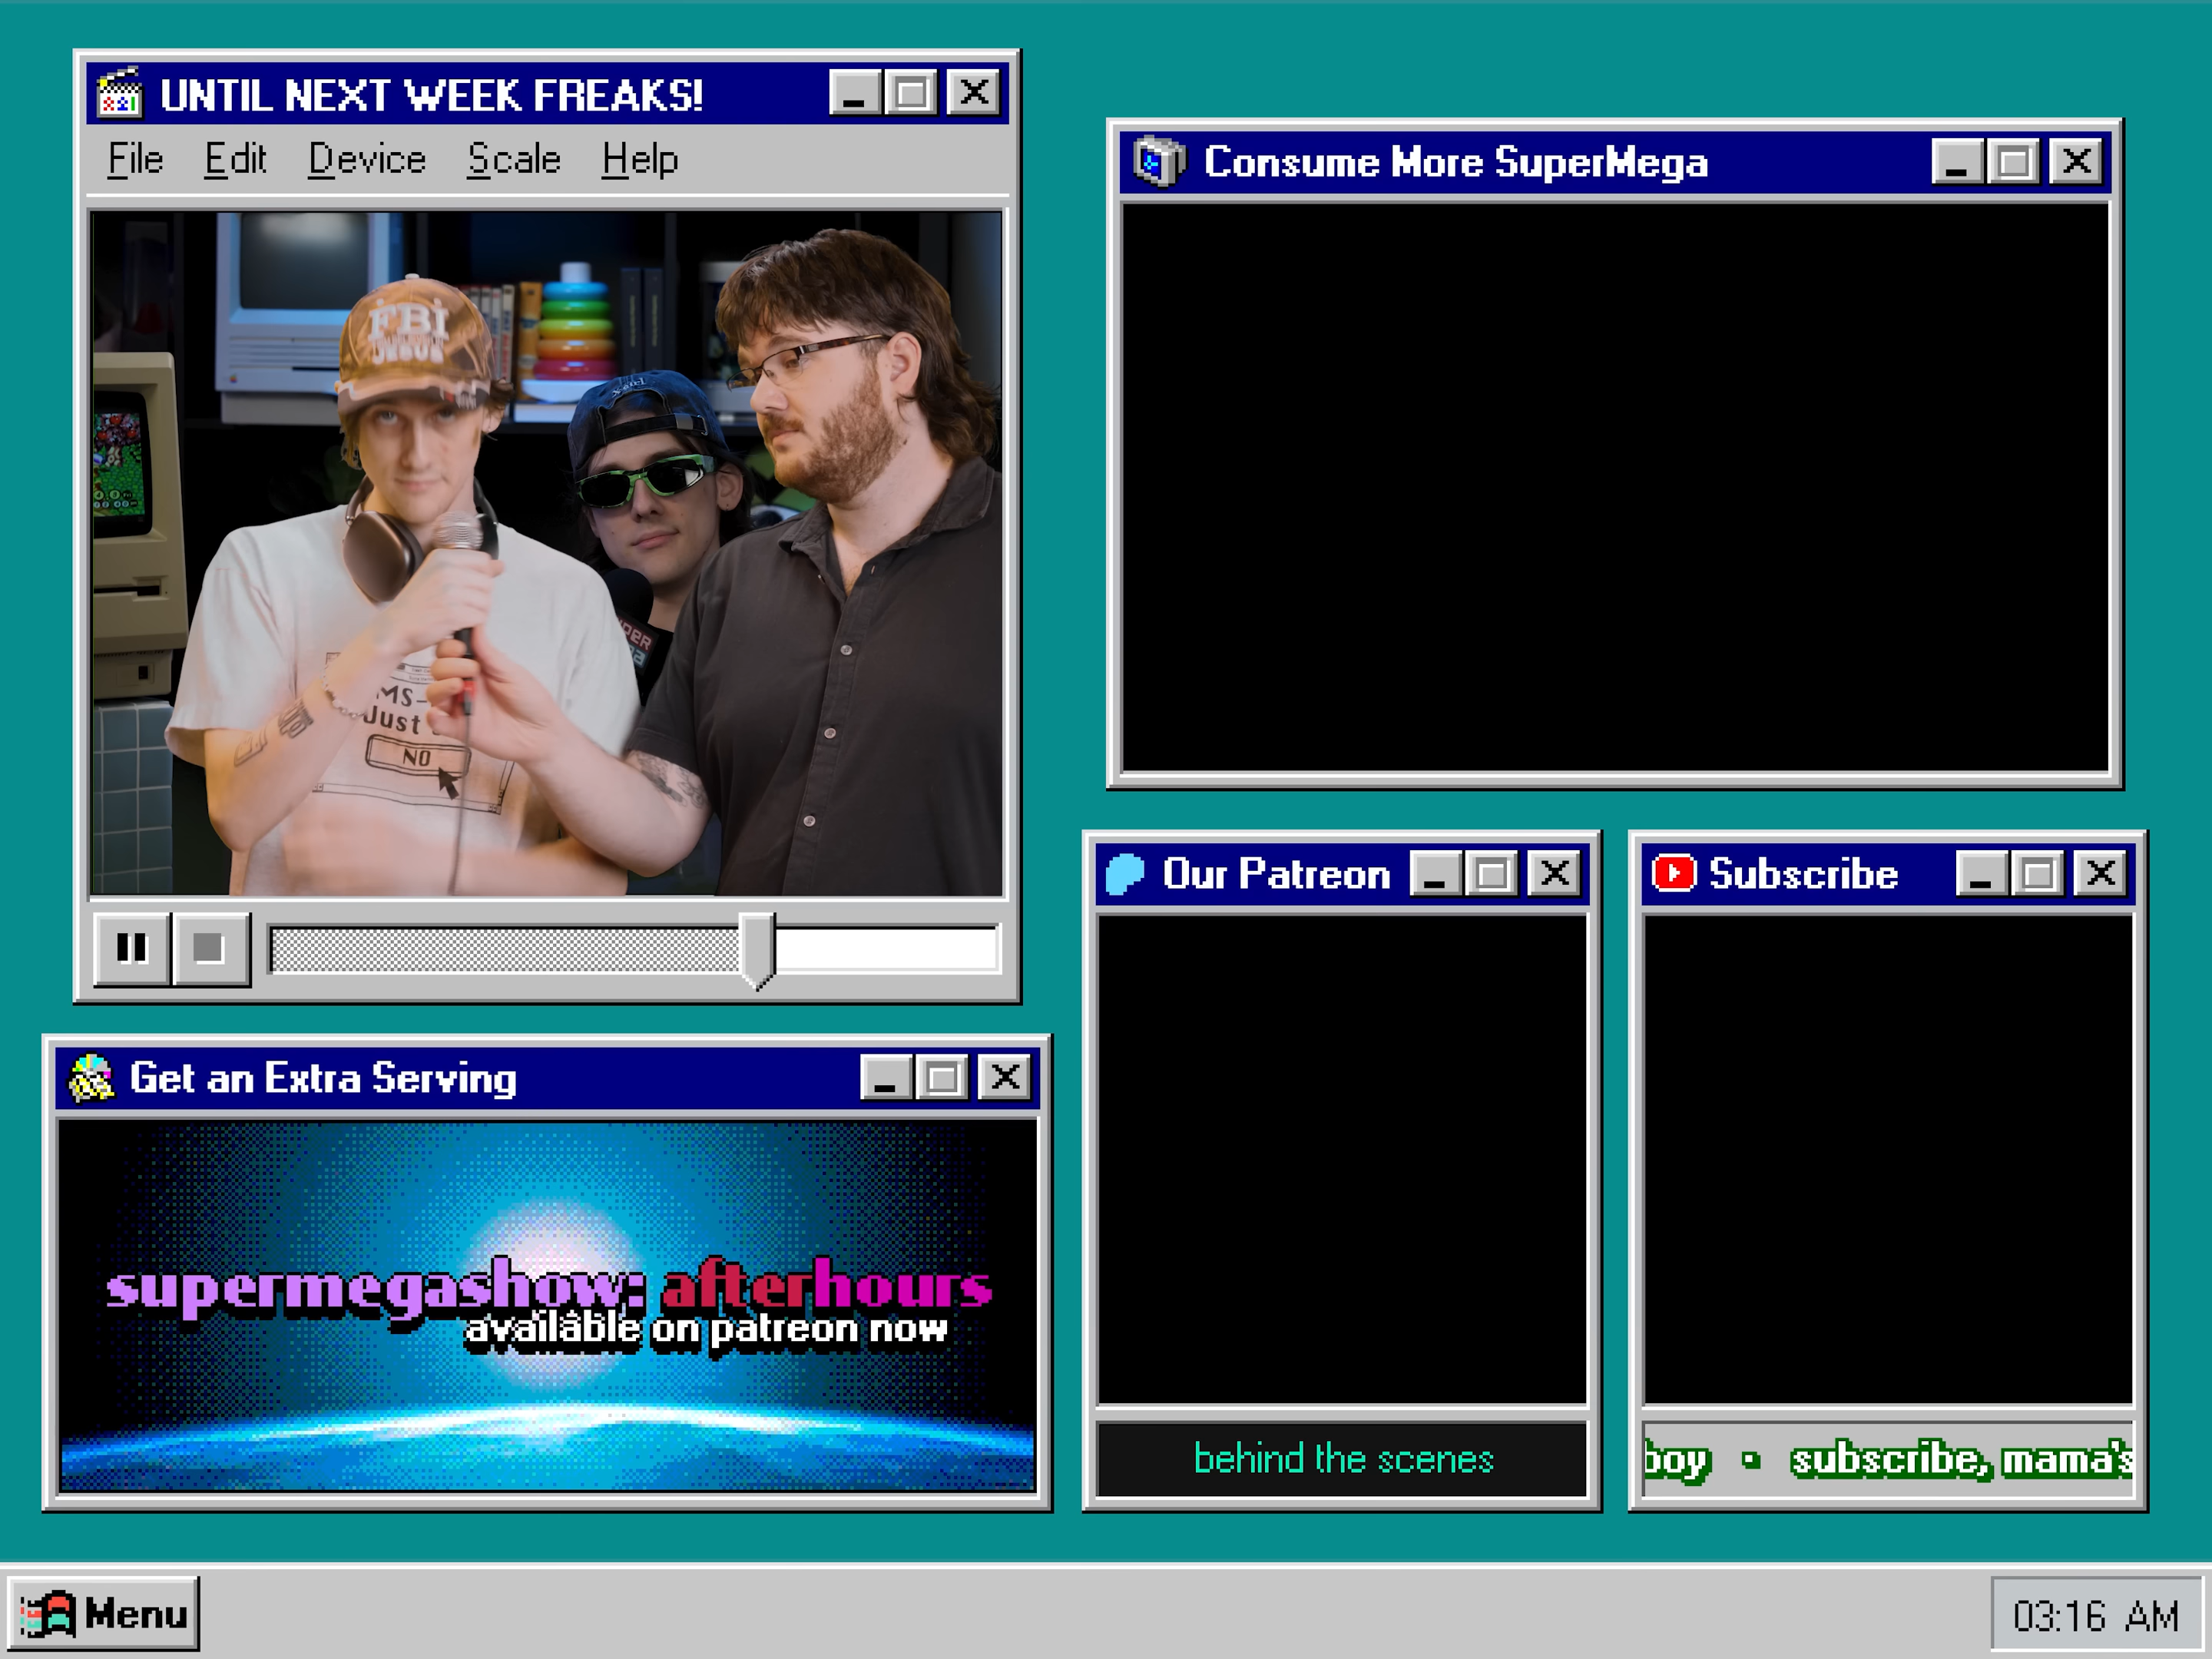 UNTIL NEXT WEEK FREAKS!
File Edit Device Scale Help
FBI
JESUS
MS-
Just
NO
Consume More SuperMega
Our Patreon
behind the scenes
Subscribe
boy • subscribe, mama's
Get an Extra Serving
supermegashow: afterhours
available on patreon now
Menu
03:16 AM